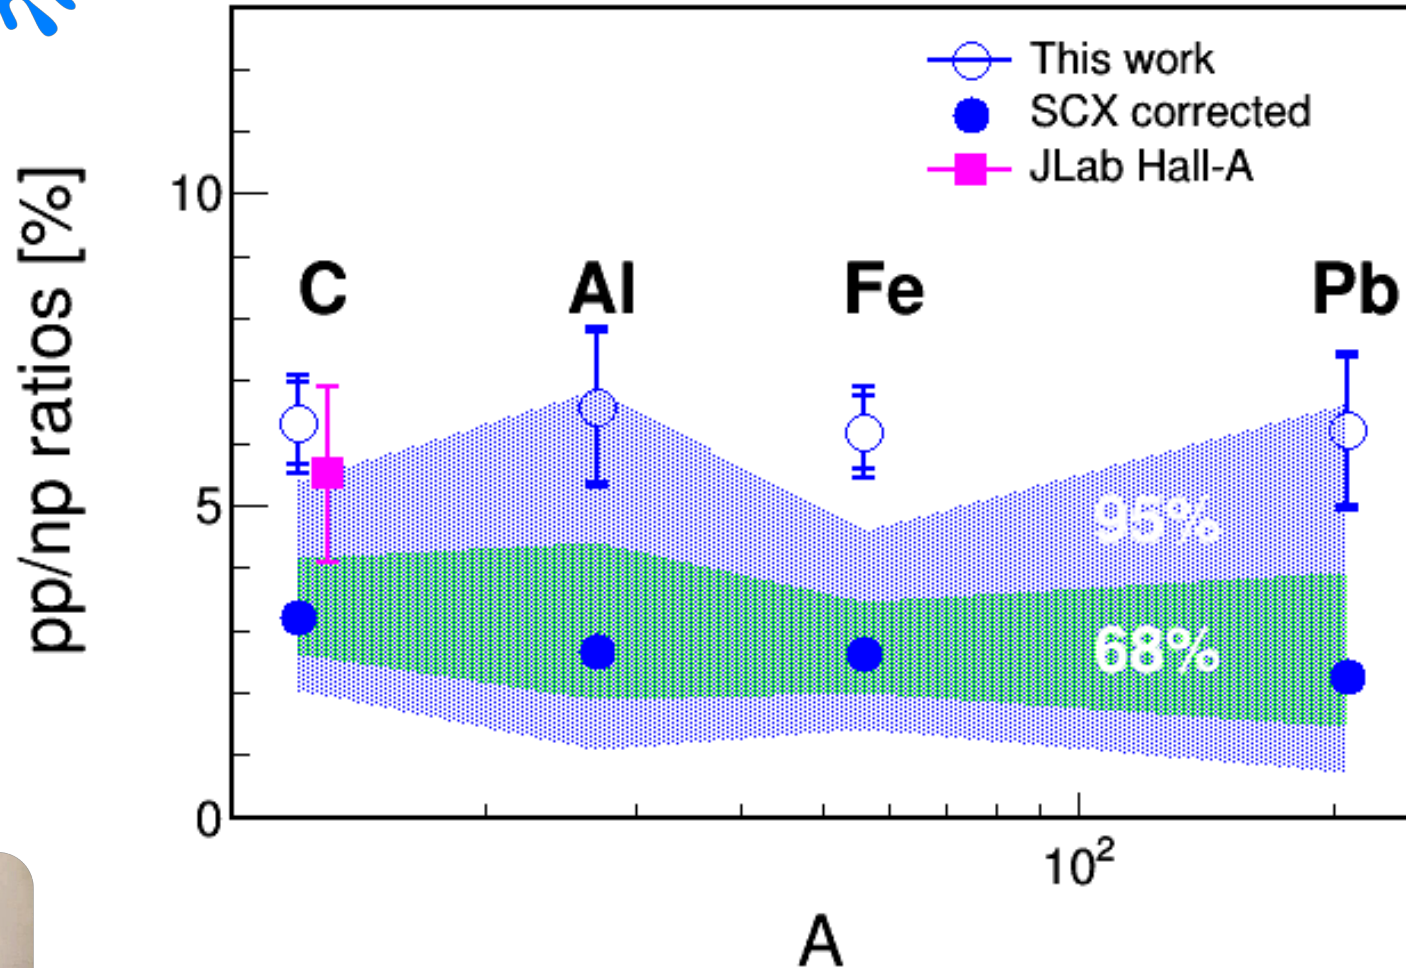 This work
SCX corrected
JLab Hall-A
pp/np ratios [%]
10
5
0
C Al Fe Pb
95%
68%
10²
A